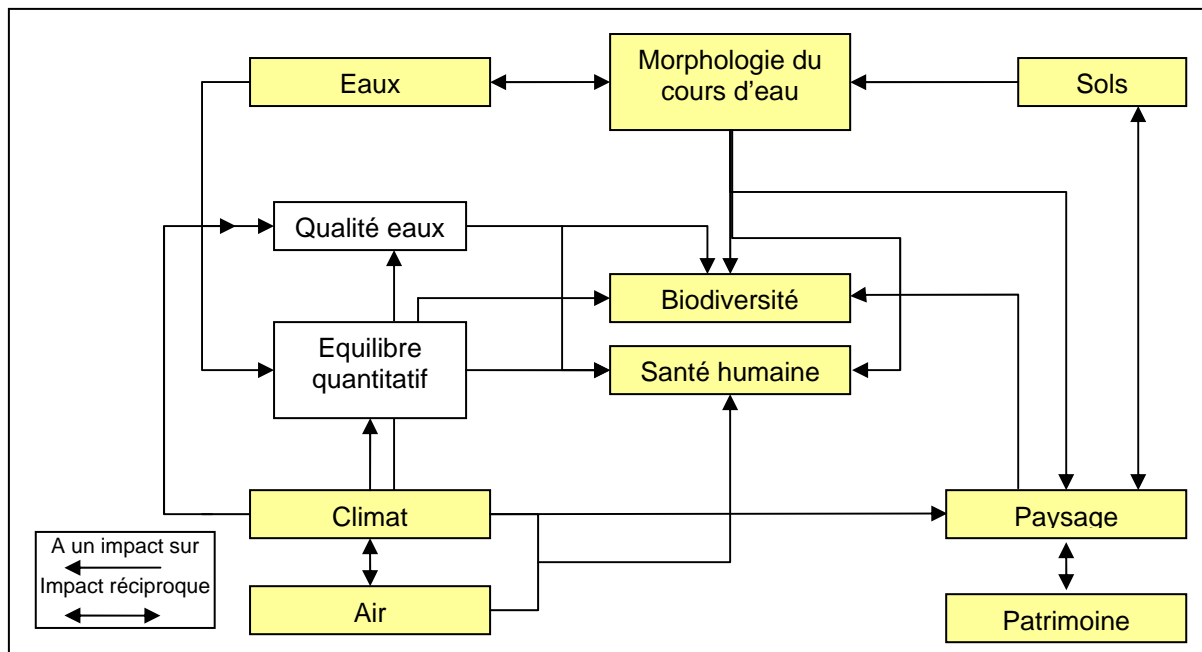 Eaux
Morphologie du
cours d'eau
Sols
Qualité eaux
Biodiversité
Equilibre
quantitatif
Santé humaine
Climat
Paysage
A un impact sur
Impact réciproque
Air
Patrimoine